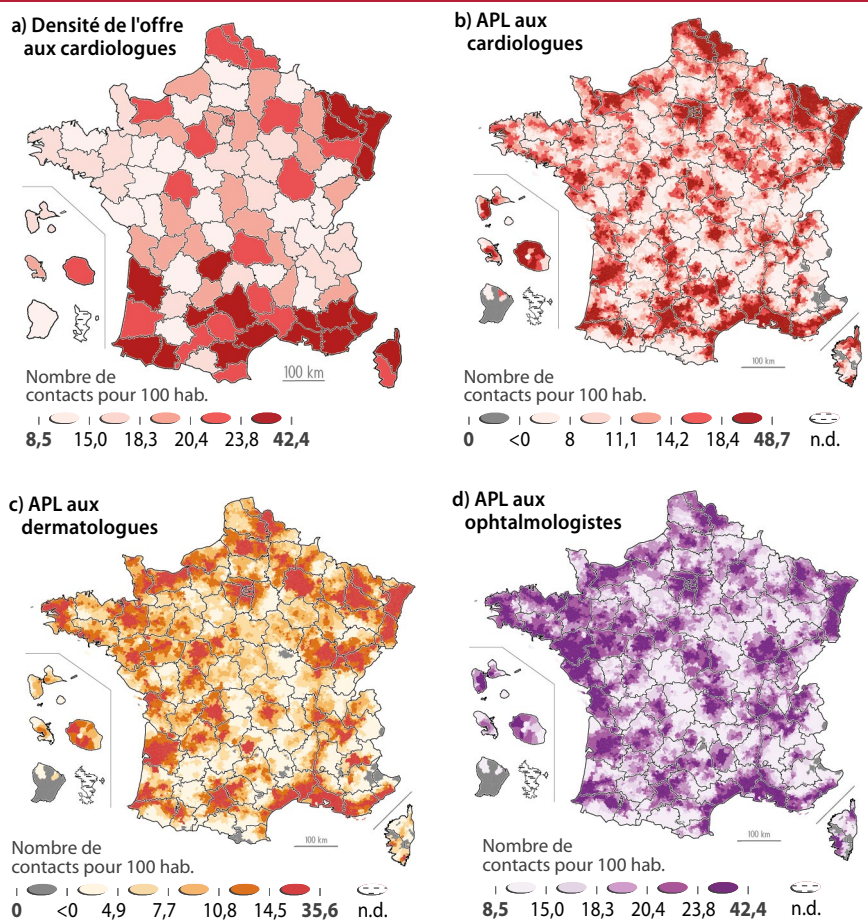 a) Densité de l'offre
aux cardiologues
100 km
Nombre de
contacts pour 100 hab.
8,5 15,0 18,3 20,4 23,8 42,4
b) APL aux
cardiologues
100 km
Nombre de
contacts pour 100 hab.
0 <0 8 11,1 14,2 18,4 48,7 n.d.
c) APL aux
dermatologues
100 km
Nombre de
contacts pour 100 hab.
0 <0 4,9 7,7 10,8 14,5 35,6 n.d.
d) APL aux
ophtalmologistes
100 km
Nombre de
contacts pour 100 hab.
8,5 15,0 18,3 20,4 23,8 42,4 n.d.